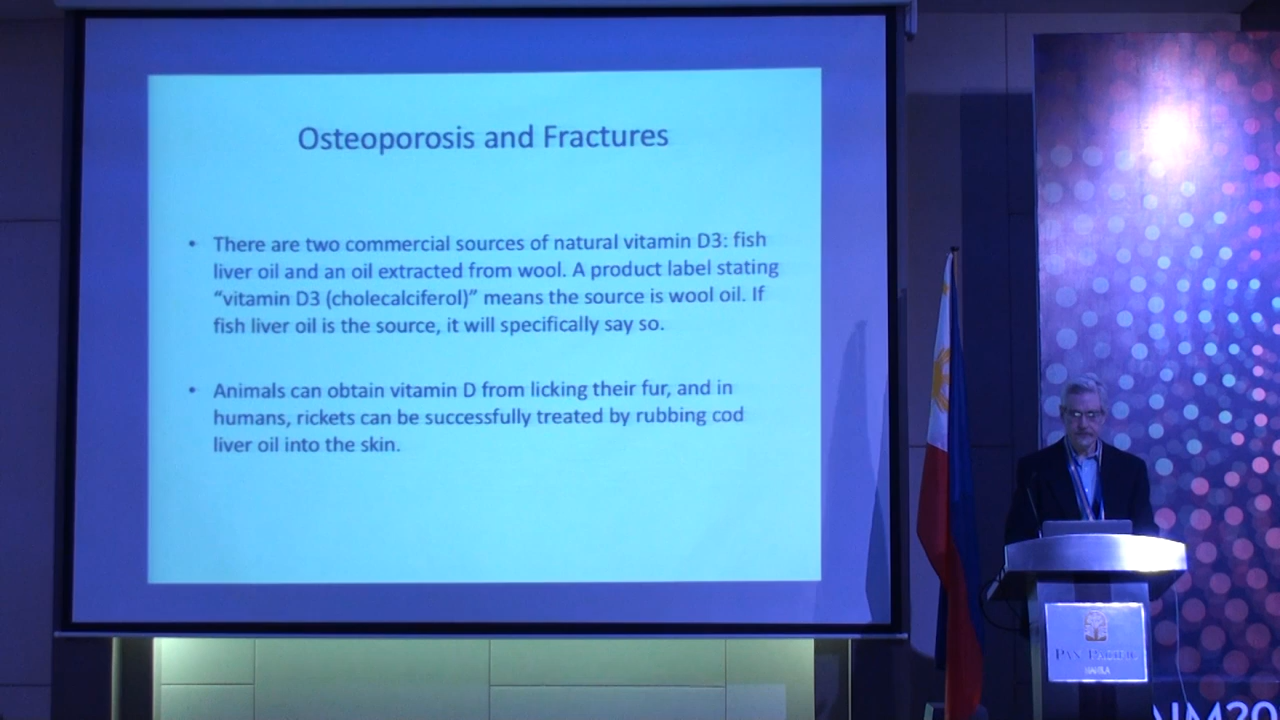 Osteoporosis and Fractures
• There are two commercial sources of natural vitamin D3: fish
liver oil and an oil extracted from wool. A product label stating
“vitamin D3 (cholecalciferol)” means the source is wool oil. If
fish liver oil is the source, it will specifically say so.
• Animals can obtain vitamin D from licking their fur, and in
humans, rickets can be successfully treated by rubbing cod
liver oil into the skin.
PAN PACIFIC
MANILA